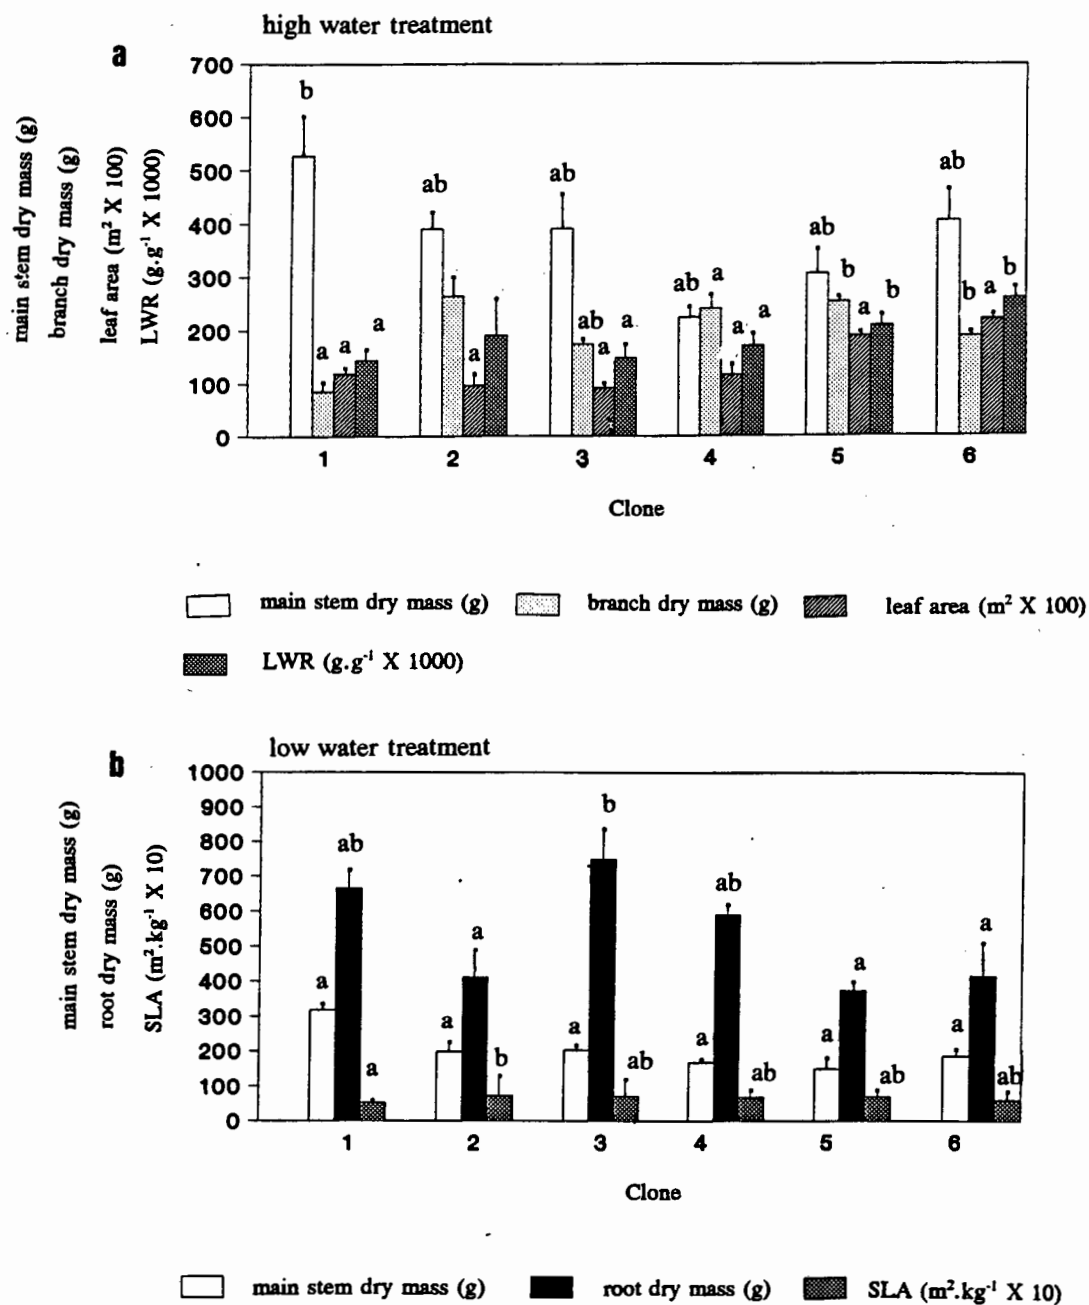 high water treatment
a
main stem dry mass (g)
branch dry mass (g)
leaf area (m² X 100)
LWR (g.g⁻¹ X 1000)
700
600
500
400
300
200
100
0
b
a
a
a
ab
a
ab
ab
a
a
ab
a
a
a
ab
b
a
b
ab
b
a
b
1 2 3 4 5 6
Clone
main stem dry mass (g) branch dry mass (g) leaf area (m² X 100)
LWR (g.g⁻¹ X 1000)
low water treatment
b
main stem dry mass (g)
root dry mass (g)
SLA (m².kg⁻¹ X 10)
1000
900
800
700
600
500
400
300
200
100
0
a
ab
a
a
a
b
a
b
ab
a
ab
ab
a
a
ab
a
a
ab
1 2 3 4 5 6
Clone
main stem dry mass (g) root dry mass (g) SLA (m².kg⁻¹ X 10)